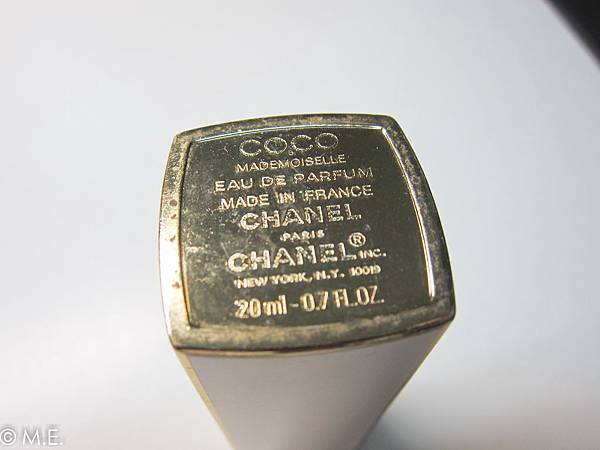 COCO
MADEMOISELLE
EAU DE PARFUM
MADE IN FRANCE
CHANEL
PARIS
CHANEL® INC.
NEW YORK, N.Y. 10019
20 ml - 0.7 FL.OZ.
© M.E.